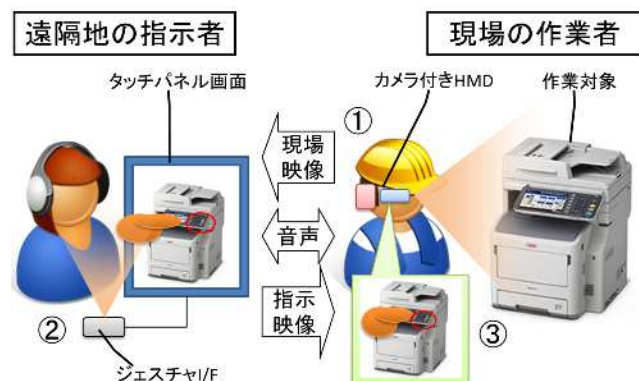 遠隔地の指示者
現場の作業者
タッチパネル画面
カメラ付きHMD
作業対象
①
現場
映像
音声
指示
映像
②
③
ジェスチャI/F